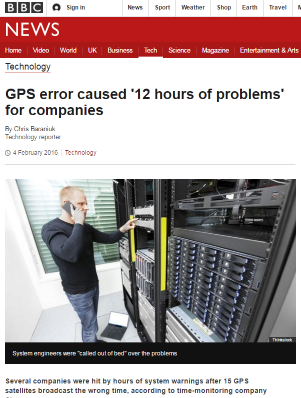 BBC Sign in News Sport Weather Shop Earth Travel
NEWS
Home Video World UK Business Tech Science Magazine Entertainment & Arts
Technology
GPS error caused '12 hours of problems'
for companies
By Chris Baraniuk
Technology reporter
4 February 2016 Technology
Thinkstock
System engineers were "called out of bed" over the problems
Several companies were hit by hours of system warnings after 15 GPS
satellites broadcast the wrong time, according to time-monitoring company